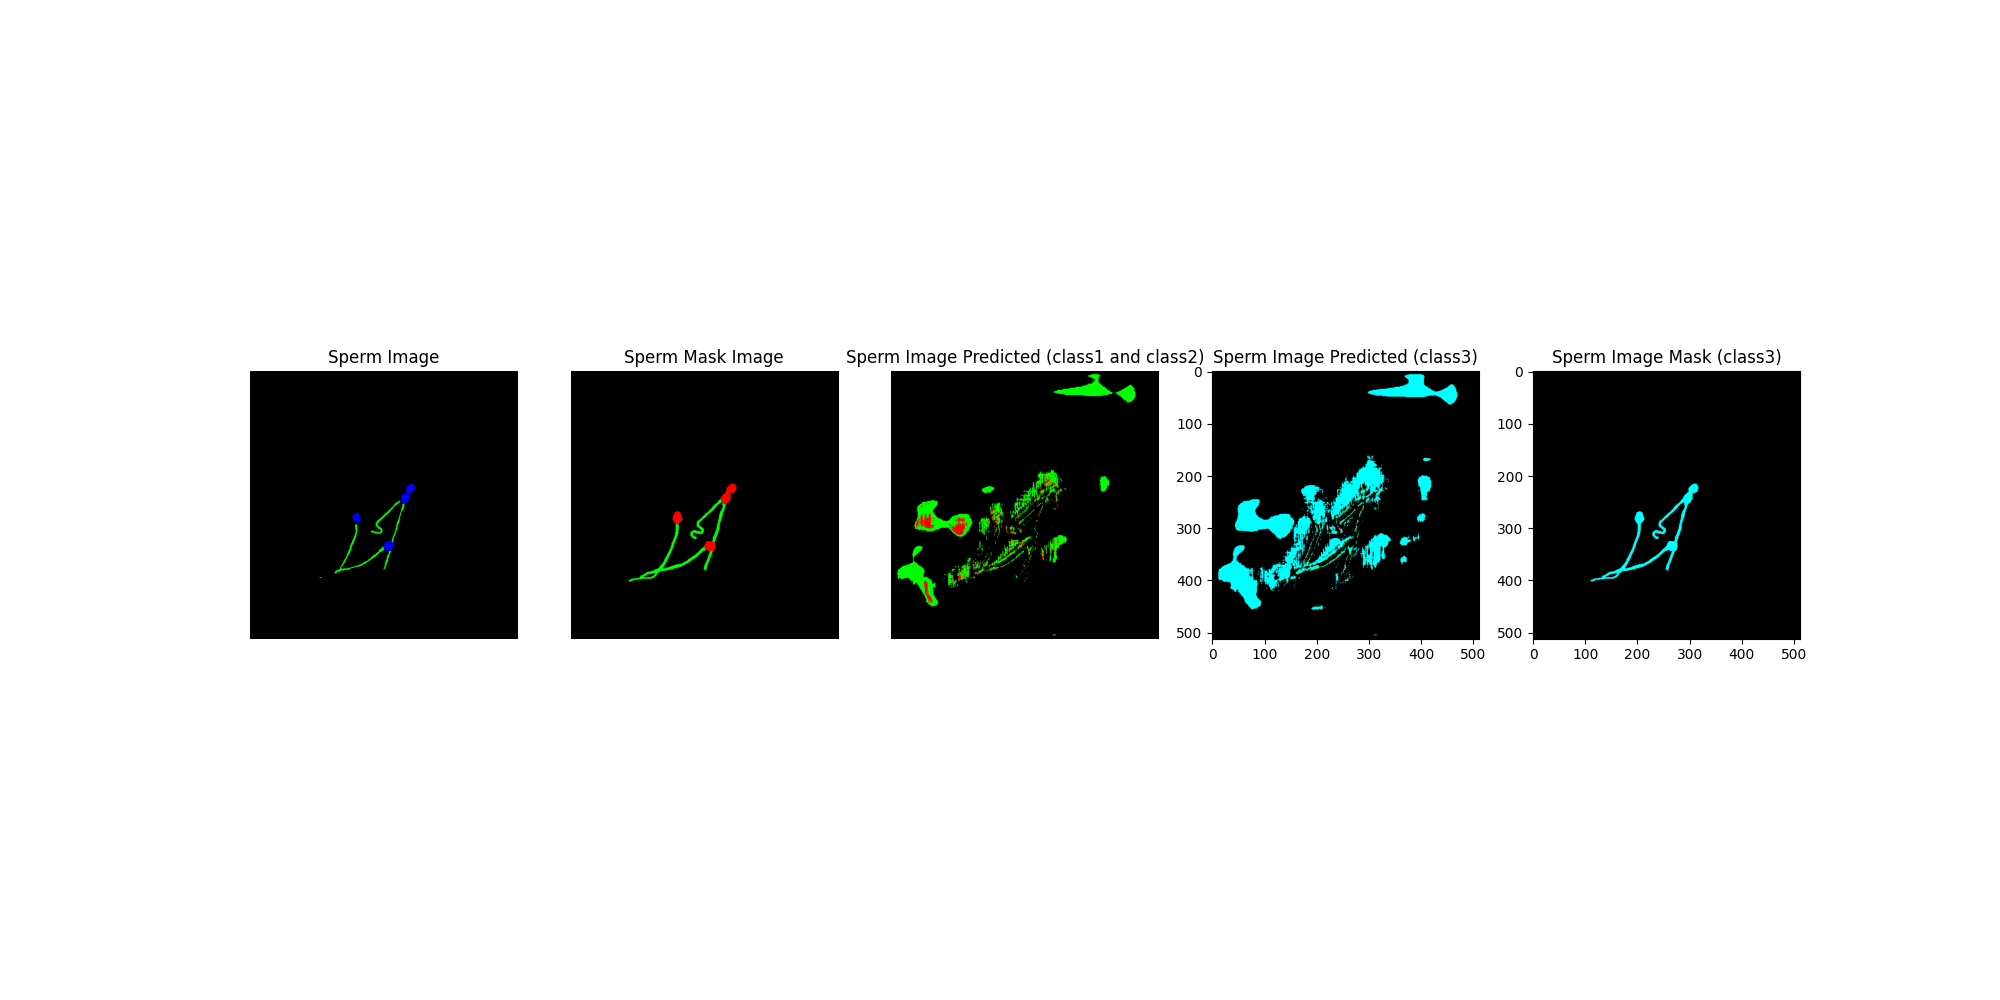 Sperm Image
Sperm Mask Image
Sperm Image Predicted (class1 and class2)
Sperm Image Predicted (class3)
Sperm Image Mask (class3)
0
100
200
300
400
500
0 100 200 300 400 500
0
100
200
300
400
500
0 100 200 300 400 500